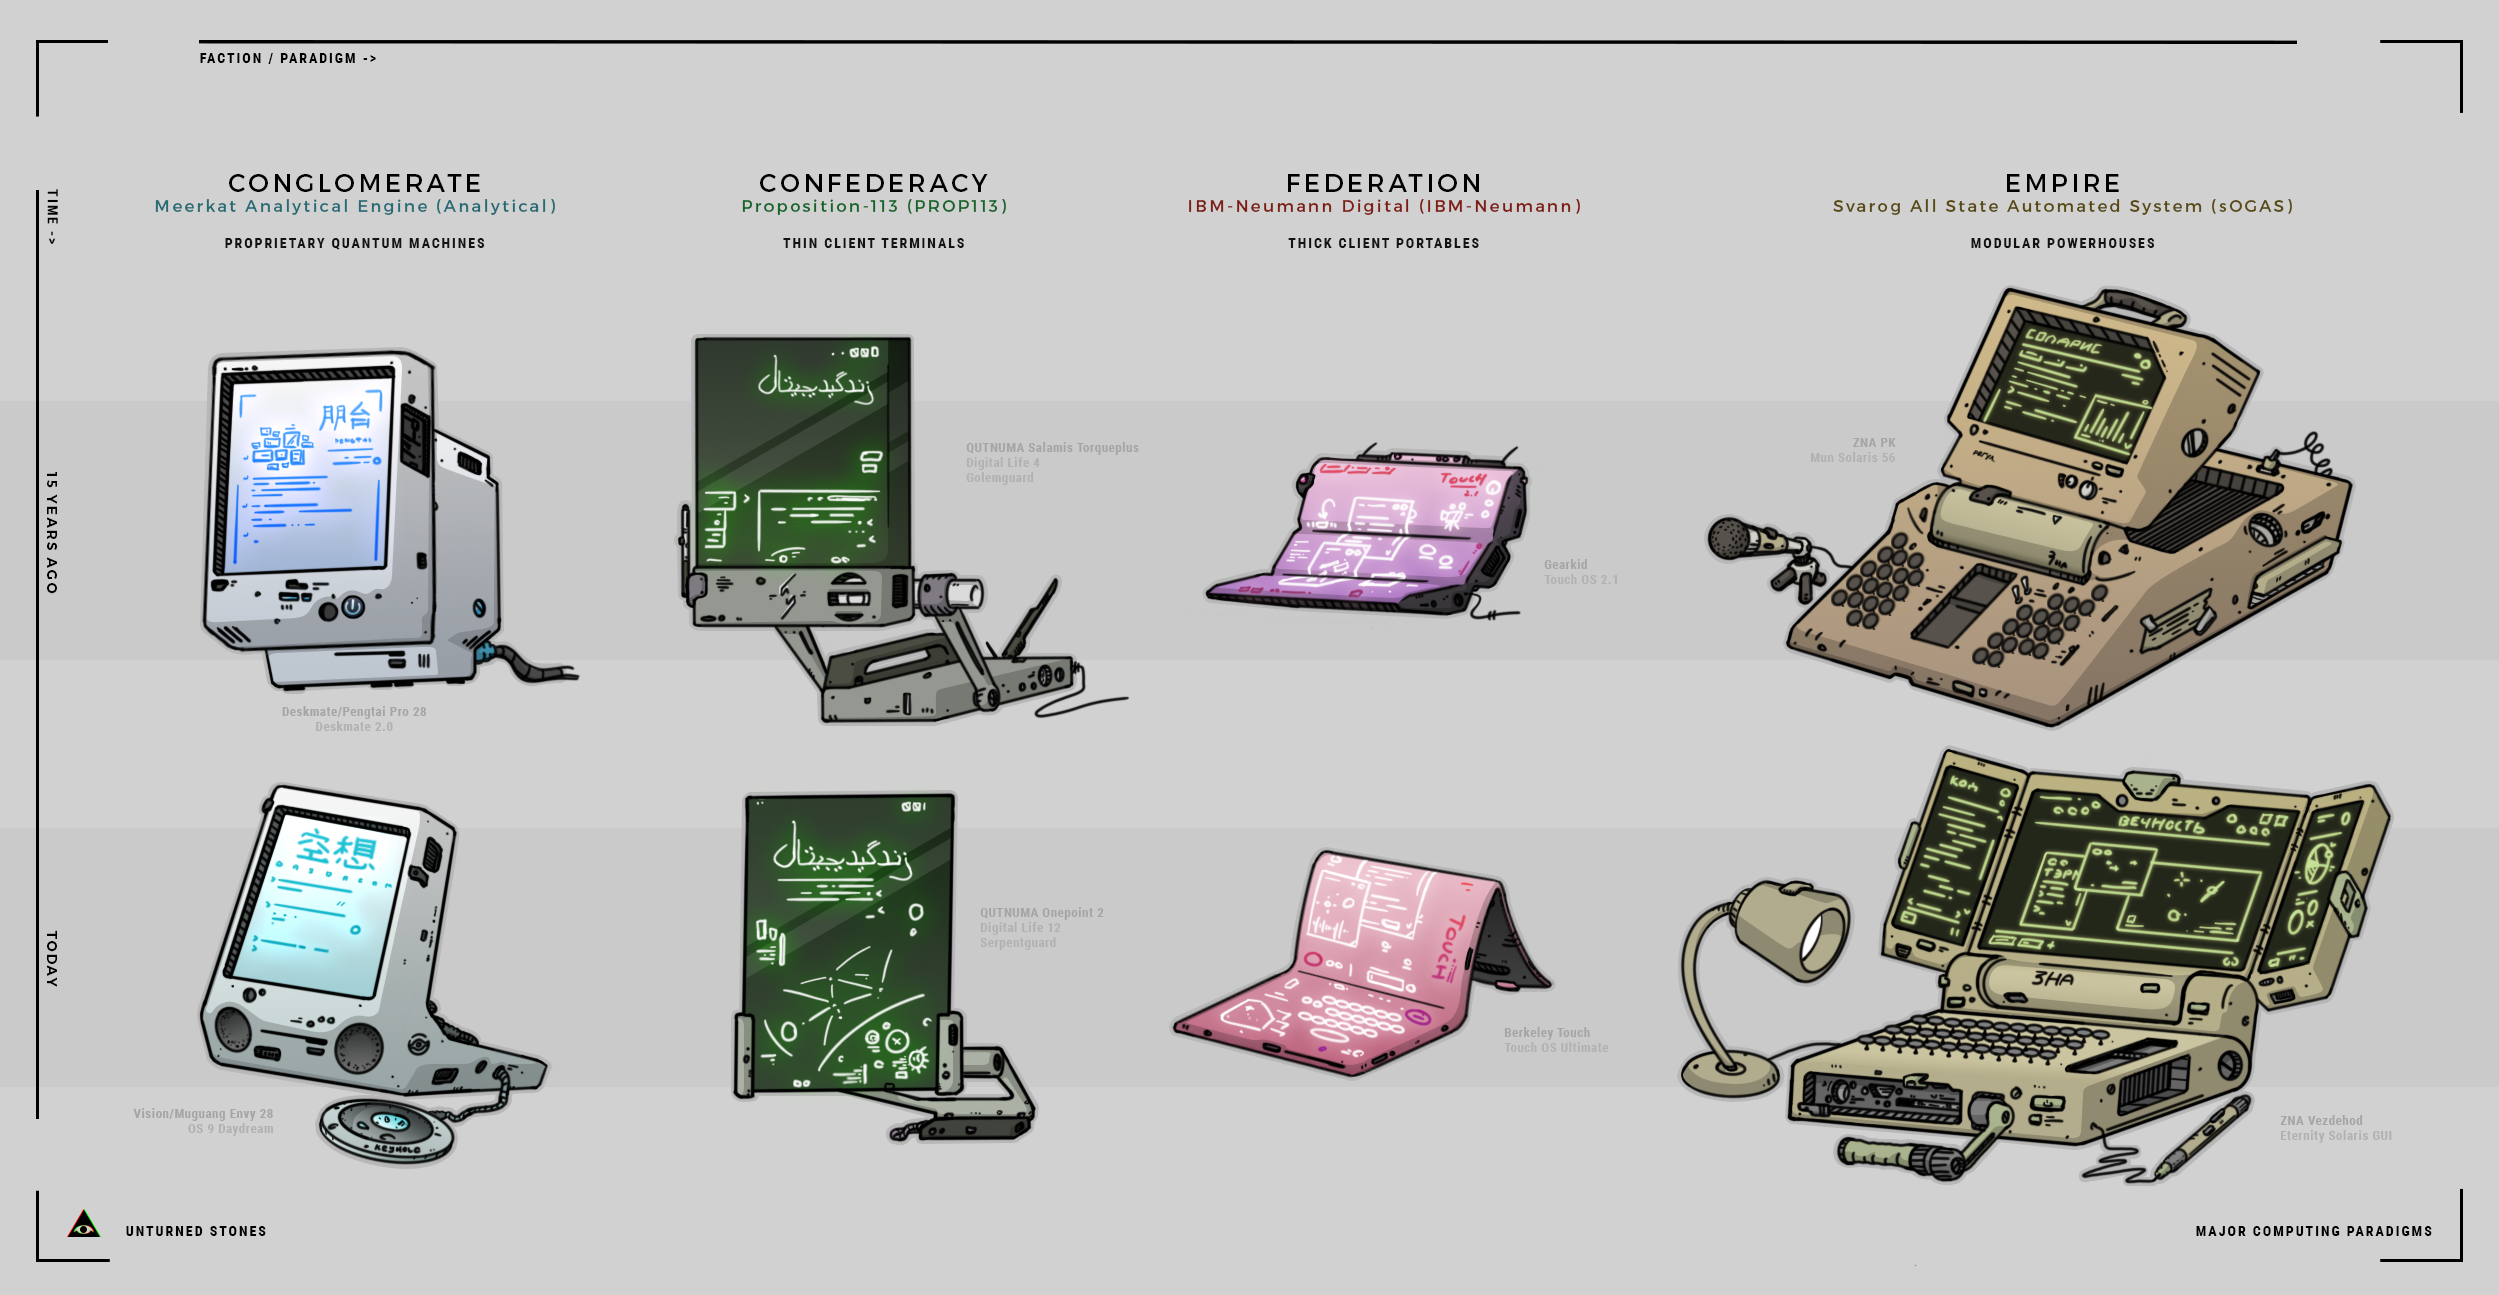 FACTION / PARADIGM ->
TIME ->
CONGLOMERATE
Meerkat Analytical Engine (Analytical)
PROPRIETARY QUANTUM MACHINES
CONFEDERACY
Proposition-113 (PROP113)
THIN CLIENT TERMINALS
FEDERATION
IBM-Neumann Digital (IBM-Neumann)
THICK CLIENT PORTABLES
EMPIRE
Svarog All State Automated System (sOGAS)
MODULAR POWERHOUSES
15 YEARS AGO
朋台
PENGTAI
Deskmate/Pengtai Pro 28
Deskmate 2.0
زندگیدیجیتال
QUTNUMA Salamis Torqueplus
Digital Life 4
Golemguard
Touch
2.1
Gearkid
Touch OS 2.1
СОЛАРИС
ZNA PK
Mun Solaris 56
ЗНА
TODAY
空想
KEYHOLD
Vision/Muguang Envy 28
OS 9 Daydream
زندگیدیجیتال
QUTNUMA Onepoint 2
Digital Life 12
Serpentguard
Touch
Berkeley Touch
Touch OS Ultimate
КОМ
ВЕЧНОСТЬ
ЗНА
ZNA Vezdehod
Eternity Solaris GUI
UNTURNED STONES
MAJOR COMPUTING PARADIGMS